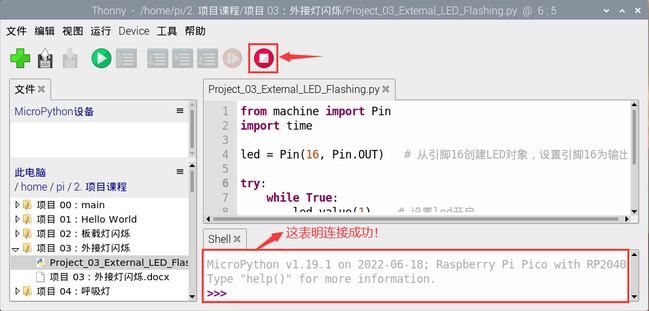 Thonny - /home/pi/2. 项目课程/项目 03：外接灯闪烁/Project_03_External_LED_Flashing.py @ 6 : 5
文件 编辑 视图 运行 Device 工具 帮助
文件
MicroPython设备
此电脑
/ home / pi / 2. 项目课程
项目 00：main
项目 01：Hello World
项目 02：板载灯闪烁
项目 03：外接灯闪烁
Project_03_External_LED_Flas
项目 03：外接灯闪烁.docx
项目 04：呼吸灯
Project_03_External_LED_Flashing.py
1 from machine import Pin
2 import time
3
4 led = Pin(16, Pin.OUT) # 从引脚16创建LED对象，设置引脚16为输出
5
6 try:
7 while True:
8 led.value(1) # 设置led开启
Shell
这表明连接成功！
MicroPython v1.19.1 on 2022-06-18; Raspberry Pi Pico with RP2040
Type "help()" for more information.
>>>